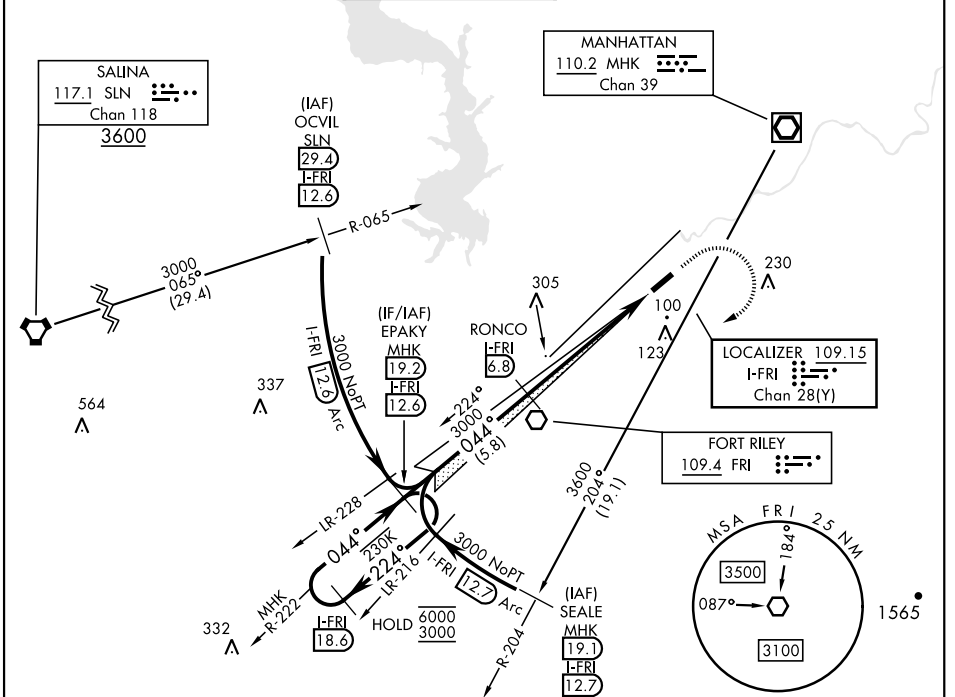 SALINA
117.1 SLN
Chan 118
3600
MANHATTAN
110.2 MHK
Chan 39
(IAF)
OCVIL
SLN
29.4
I-FRI
12.6
R-065
3000
065°
(29.4)
3000 NoPT
I-FRI 12.6 Arc
(IF/IAF)
EPAKY
MHK
19.2
I-FRI
12.6
RONCO
I-FRI
6.8
305
230
100
123
337
564
LOCALIZER 109.15
I-FRI
Chan 28(Y)
FORT RILEY
109.4 FRI
224°
3000
044°
(5.8)
3600
204°
(19.1)
LR-228
044°
230K
224°
LR-216
3000 NoPT
I-FRI 12.7 Arc
MHK
R-222
I-FRI
18.6
HOLD 6000
3000
332
R-204
(IAF)
SEALE
MHK
19.1
I-FRI
12.7
MSA FRI 25 NM
184°
3500
087°
3100
1565